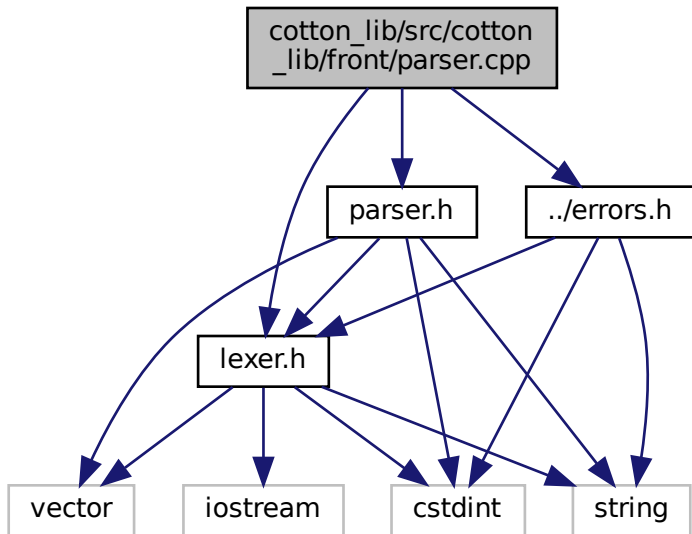 cotton_lib/src/cotton
_lib/front/parser.cpp
parser.h
../errors.h
lexer.h
vector
iostream
cstdint
string